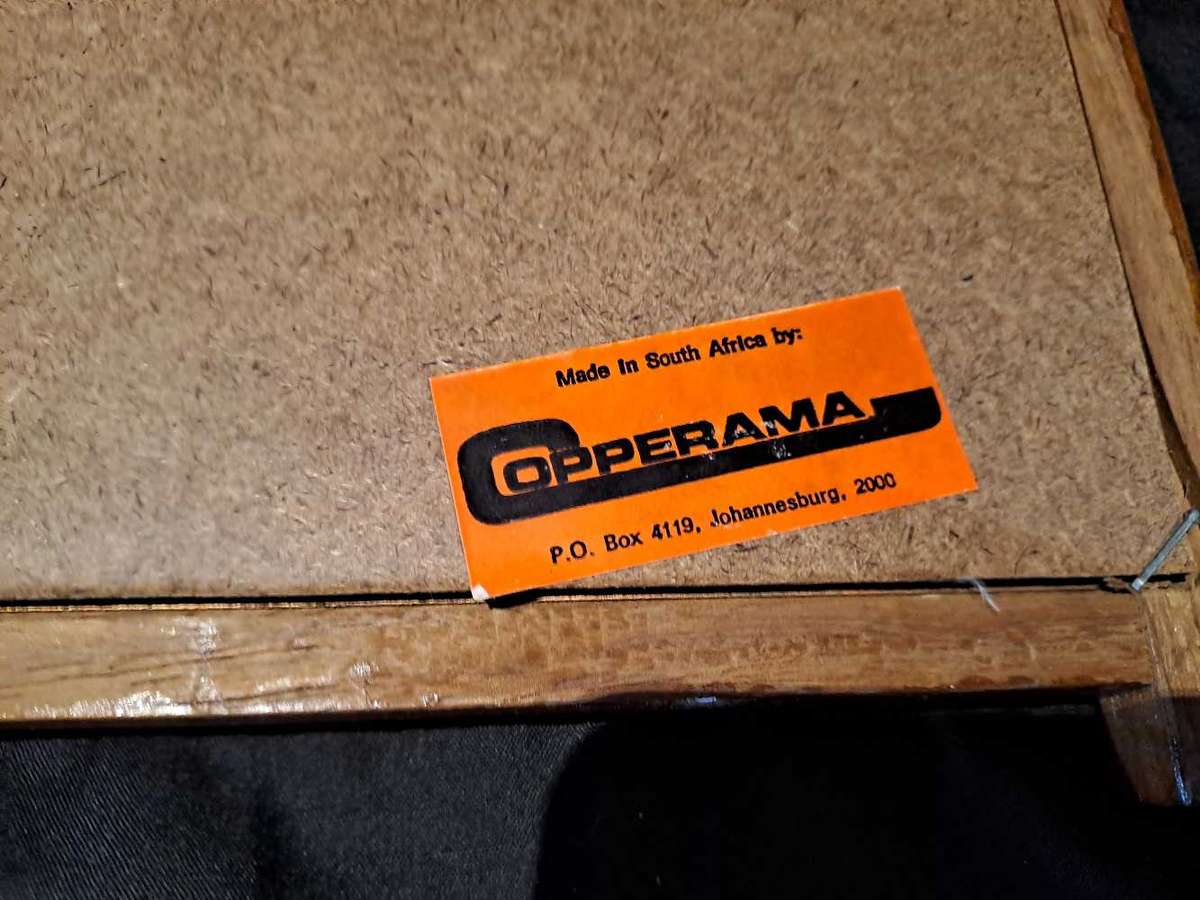 Made in South Africa by:
COPPERAMA
P.O. Box 4119, Johannesburg, 2000